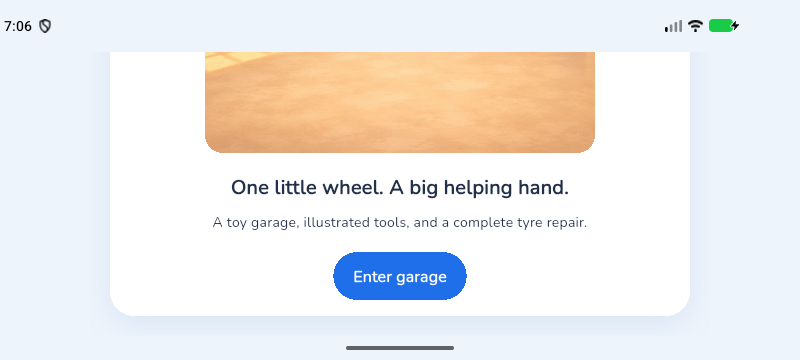 7:06
One little wheel. A big helping hand.
A toy garage, illustrated tools, and a complete tyre repair.
Enter garage